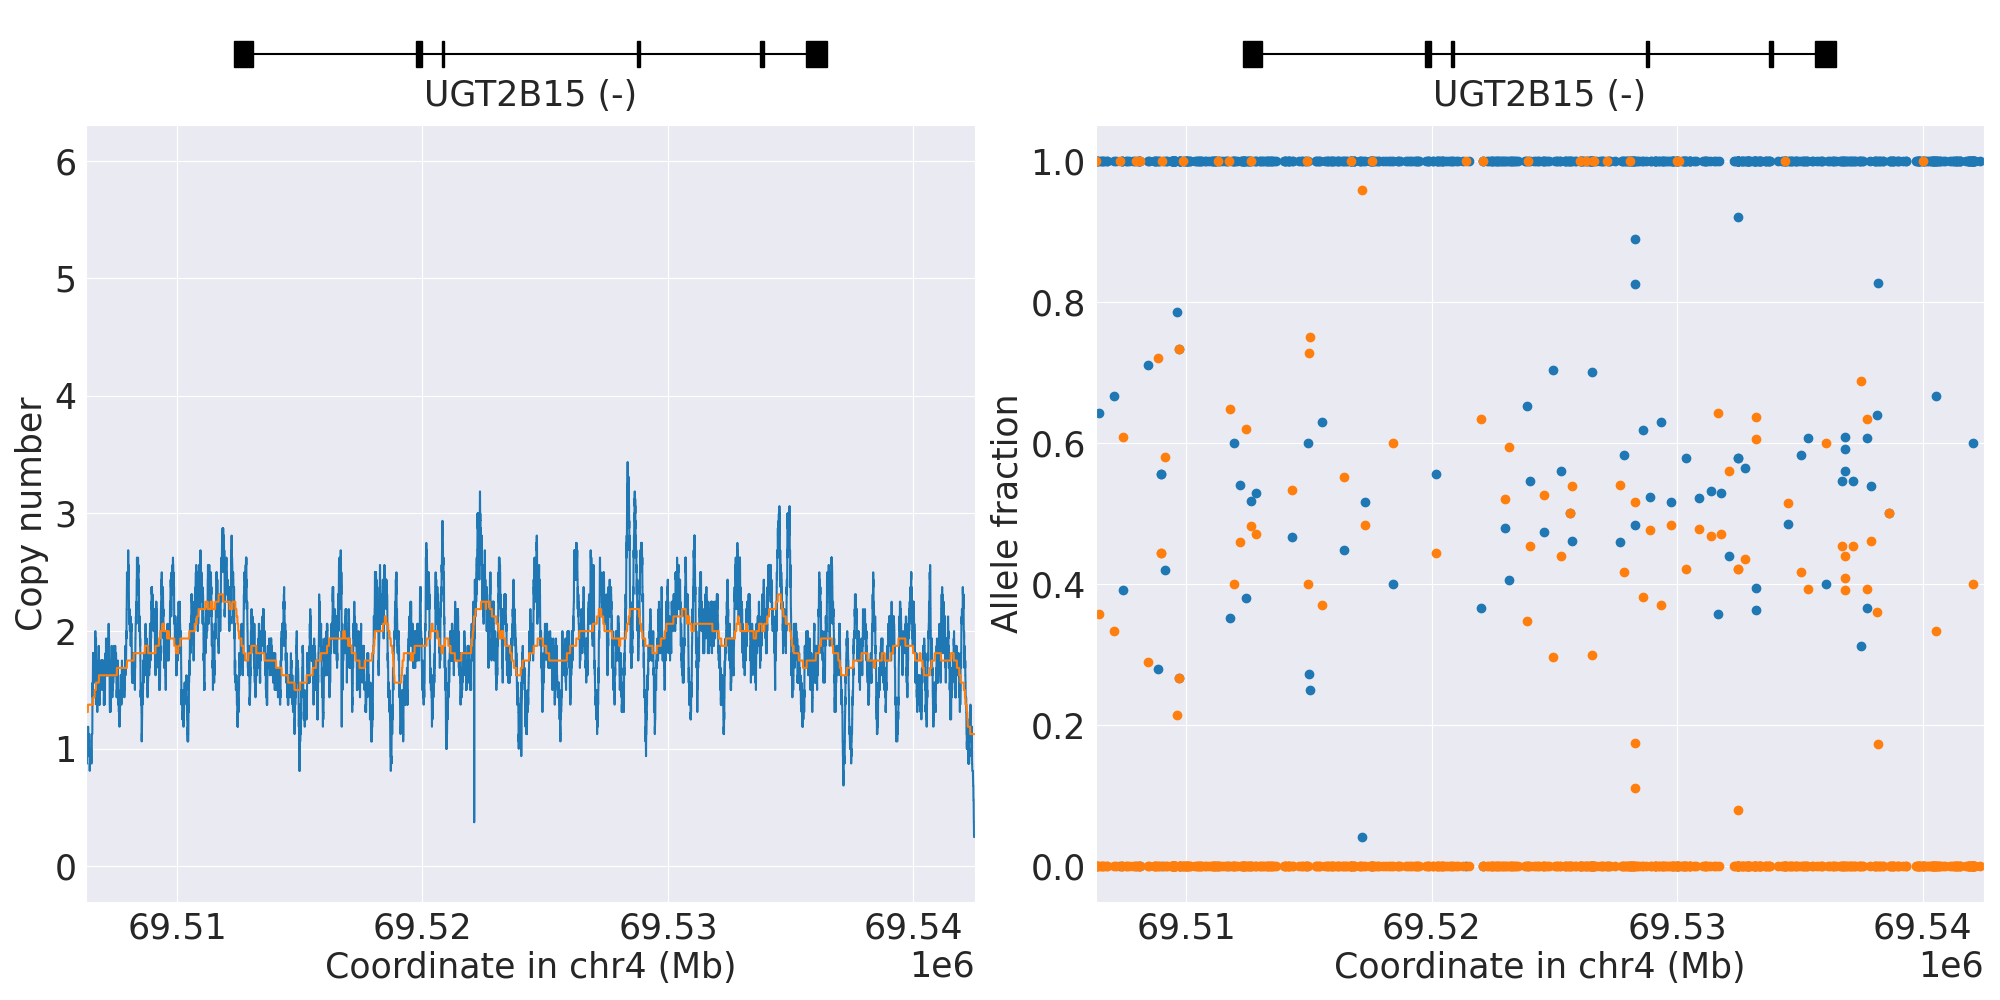 UGT2B15 (-)
UGT2B15 (-)
Copy number
6
5
4
3
2
1
0
69.51 69.52 69.53 69.54
Coordinate in chr4 (Mb)
1e6
Allele fraction
1.0
0.8
0.6
0.4
0.2
0.0
69.51 69.52 69.53 69.54
Coordinate in chr4 (Mb)
1e6